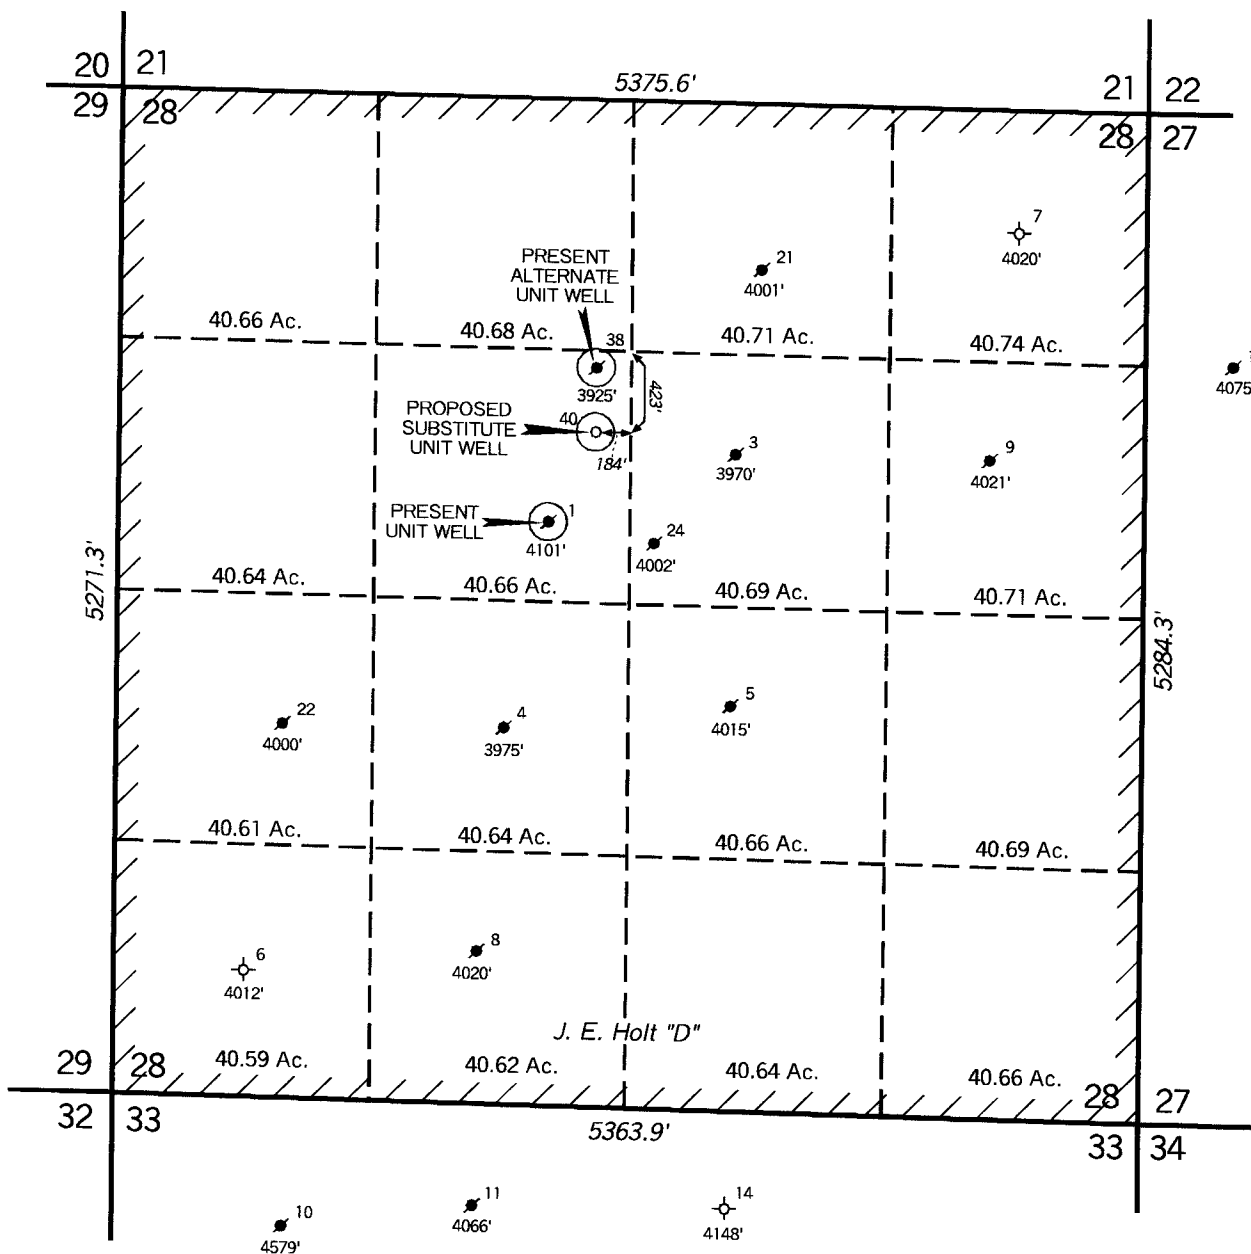 20 21
21 22
5375.6'
29 28
28 27
7
4020'
PRESENT
ALTERNATE
UNIT WELL
21
4001'
40.66 Ac.
40.68 Ac.
40.71 Ac.
40.74 Ac.
38
3925'
4075
423'
PROPOSED
SUBSTITUTE
UNIT WELL
40
184'
3
3970'
9
4021'
PRESENT
UNIT WELL
1
4101'
24
4002'
5271.3'
40.64 Ac.
40.66 Ac.
40.69 Ac.
40.71 Ac.
5284.3'
22
4000'
4
3975'
5
4015'
40.61 Ac.
40.64 Ac.
40.66 Ac.
40.69 Ac.
6
4012'
8
4020'
J. E. Holt "D"
40.59 Ac.
40.62 Ac.
40.64 Ac.
40.66 Ac.
29 28
28 27
32 33
5363.9'
33 34
10
4579'
11
4066'
14
4148'